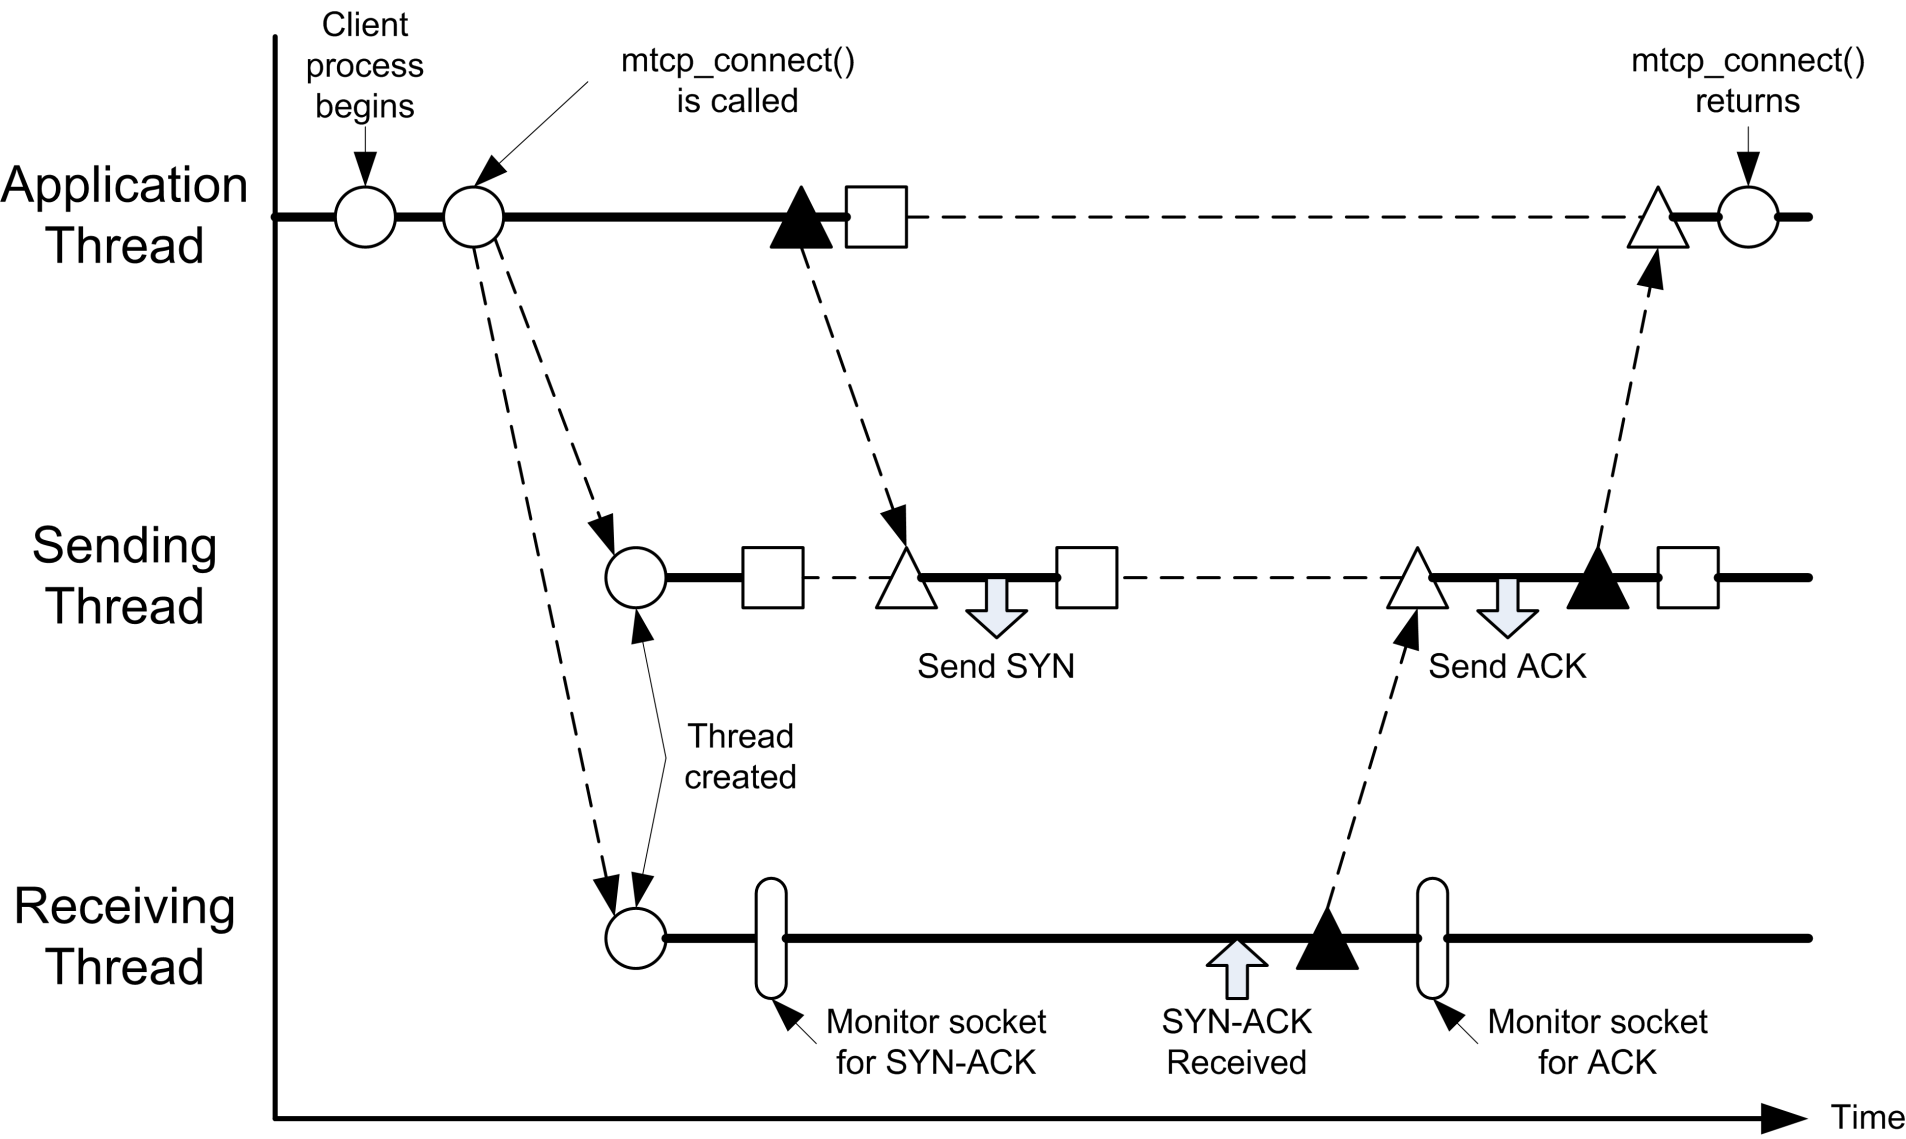 Client
process
begins
mtcp_connect()
is called
mtcp_connect()
returns
Application
Thread
Sending
Thread
Send SYN
Send ACK
Thread
created
Receiving
Thread
Monitor socket
for SYN-ACK
SYN-ACK
Received
Monitor socket
for ACK
Time